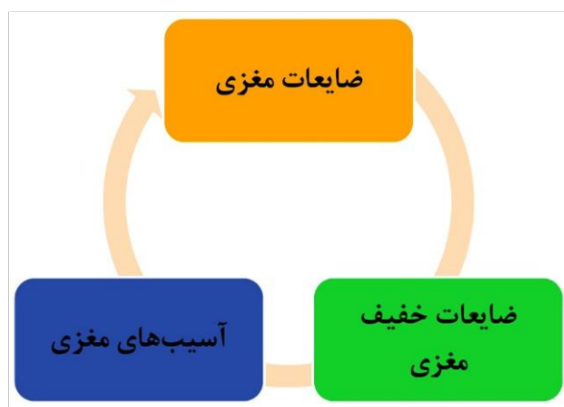 ضایعات مغزی
ضایعات خفیف
مغزی
آسیب‌های مغزی